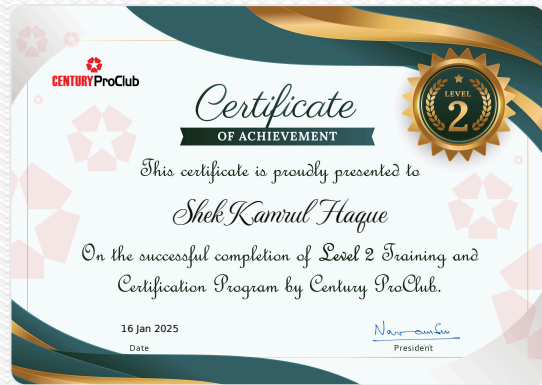 CENTURY ProClub
LEVEL
2
Certificate
OF ACHIEVEMENT
This certificate is proudly presented to
Shek Kamrul Haque
On the successful completion of Level 2 Training and
Certification Program by Century ProClub.
16 Jan 2025
Date
President